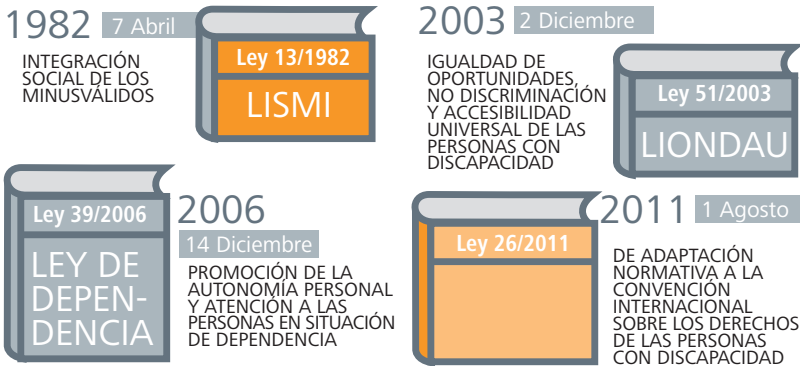 1982 7 Abril
INTEGRACIÓN
SOCIAL DE LOS
MINUSVÁLIDOS
Ley 13/1982
LISMI
2003 2 Diciembre
IGUALDAD DE
OPORTUNIDADES,
NO DISCRIMINACIÓN
Y ACCESIBILIDAD
UNIVERSAL DE LAS
PERSONAS CON
DISCAPACIDAD
Ley 51/2003
LIONDAU
Ley 39/2006
LEY DE
DEPEN-
DENCIA
2006
14 Diciembre
PROMOCIÓN DE LA
AUTONOMÍA PERSONAL
Y ATENCIÓN A LAS
PERSONAS EN SITUACIÓN
DE DEPENDENCIA
Ley 26/2011
2011 1 Agosto
DE ADAPTACIÓN
NORMATIVA A LA
CONVENCIÓN
INTERNACIONAL
SOBRE LOS DERECHOS
DE LAS PERSONAS
CON DISCAPACIDAD